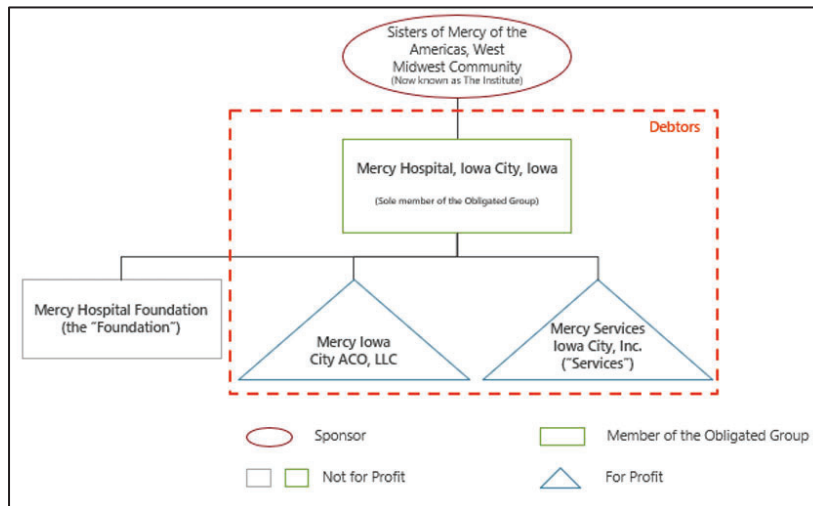 Sisters of Mercy of the
Americas, West
Midwest Community
(Now known as The Institute)
Debtors
Mercy Hospital, Iowa City, Iowa
(Sole member of the Obligated Group)
Mercy Hospital Foundation
(the "Foundation")
Mercy Iowa
City ACO, LLC
Mercy Services
Iowa City, Inc.
("Services")
Sponsor
Member of the Obligated Group
Not for Profit
For Profit